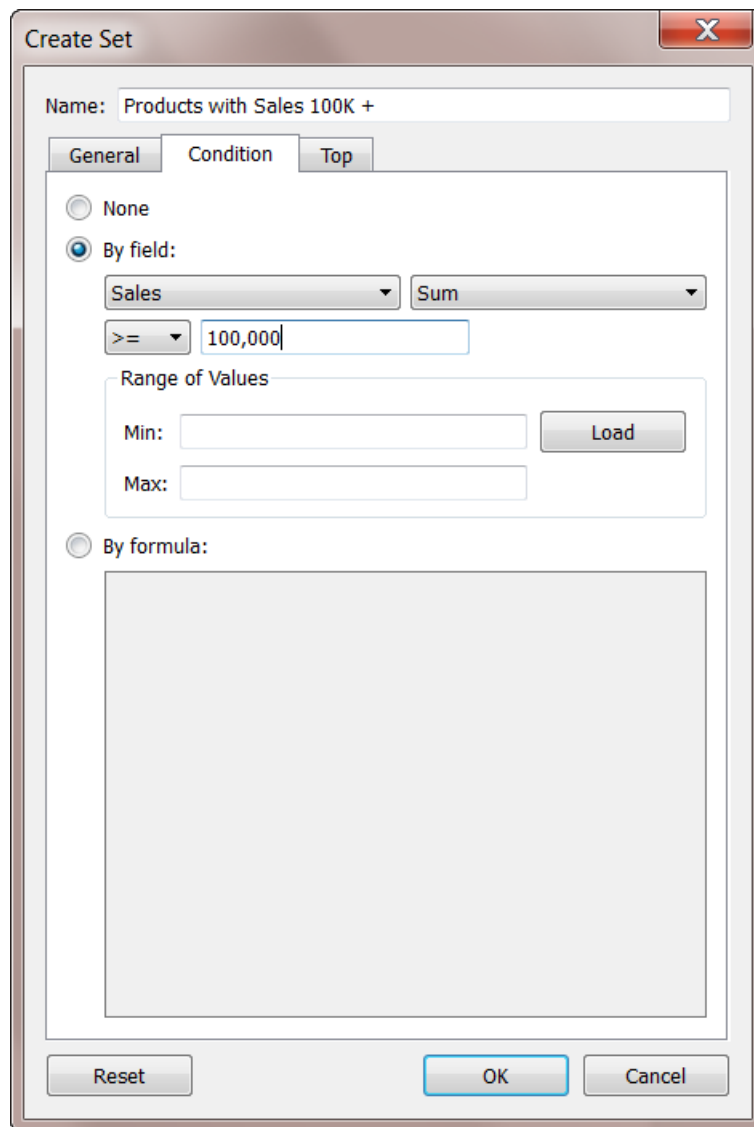 Create Set
X
Name: Products with Sales 100K +
General Condition Top
None
By field:
Sales Sum
>= 100,000
Range of Values
Min: Load
Max:
By formula:
Reset OK Cancel